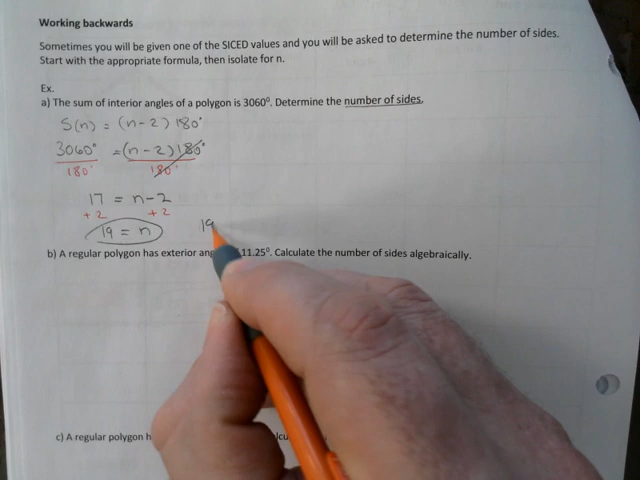 Working backwards
Sometimes you will be given one of the SICED values and you will be asked to determine the number of sides.
Start with the appropriate formula, then isolate for n.
Ex.
a) The sum of interior angles of a polygon is 3060⁰. Determine the number of sides.
S(n) = (n-2)180°
3060° = (n-2)180°
180° 180°
17 = n-2
+2 +2
19 = n
19
b) A regular polygon has exterior 11.25⁰. Calculate the number of sides algebraically.
c) A regular polygon